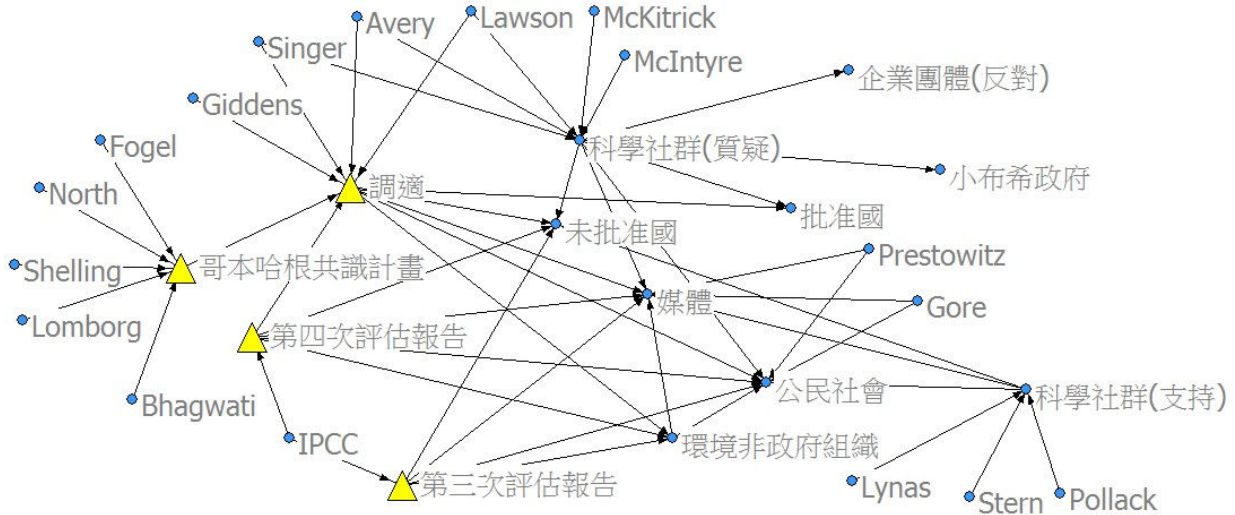 Avery
Lawson
McKitrick
Singer
McIntyre
企業團體(反對)
Giddens
Fogel
科學社群(質疑)
小布希政府
North
調適
批准國
未批准國
Prestowitz
Shelling
哥本哈根共識計畫
媒體
Gore
Lomborg
第四次評估報告
公民社會
科學社群(支持)
Bhagwati
IPCC
環境非政府組織
第三次評估報告
Lynas
Stern
Pollack